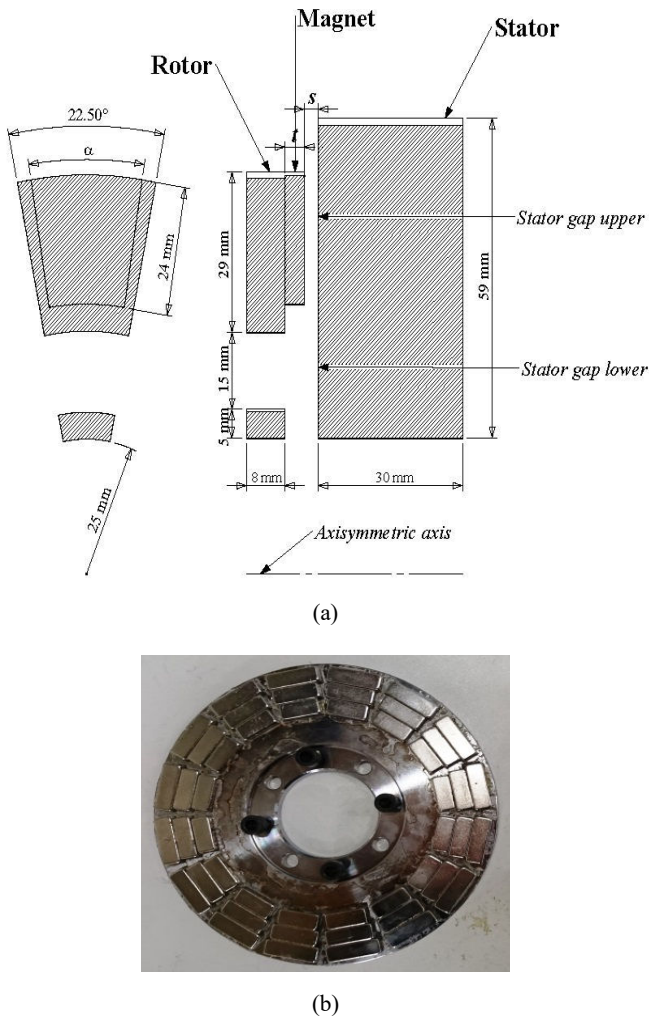 Magnet
Stator
Rotor
s
22.50°
t
α
24 mm
29 mm
Stator gap upper
59 mm
15 mm
Stator gap lower
5 mm
8 mm
30 mm
25 mm
Axisymmetric axis
(a)
(b)